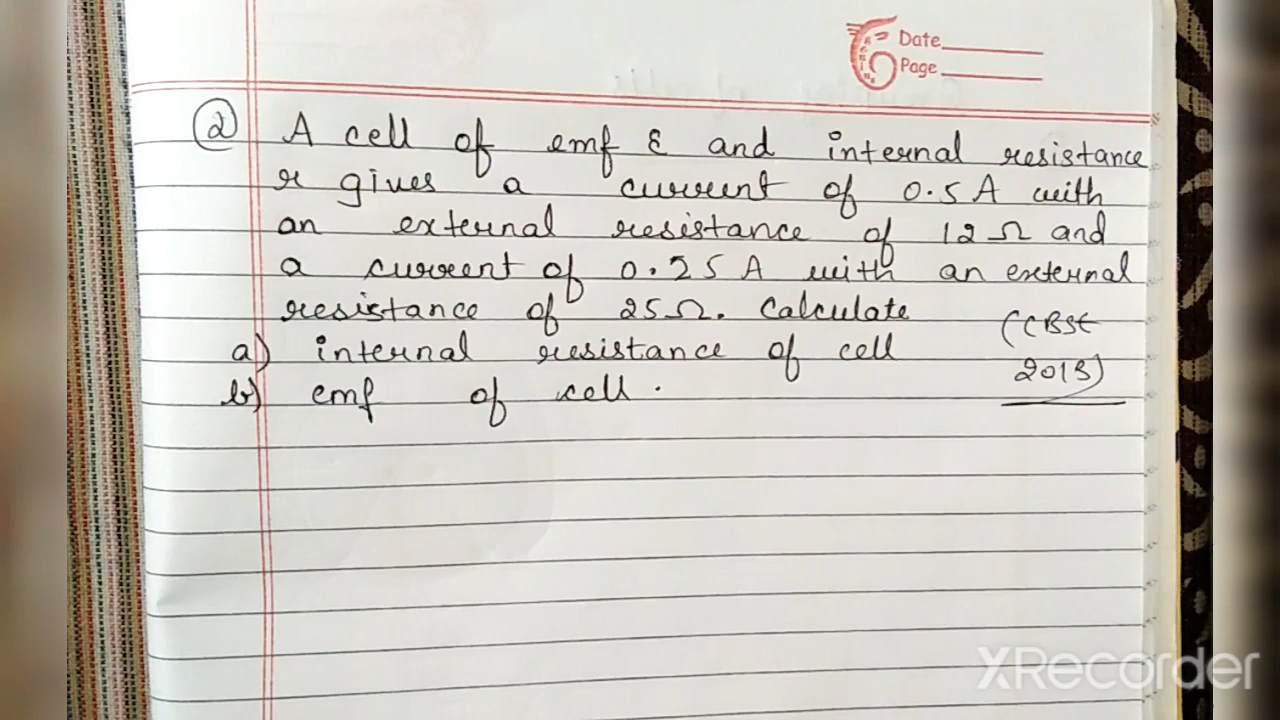 Date
Page
② A cell of emf ε and internal resistance
r gives a current of 0.5 A with
an external resistance of 12 Ω and
a current of 0.25 A with an external
resistance of 25Ω. Calculate
(CBSE
a) internal resistance of cell
2013)
b) emf of cell.
XRecorder